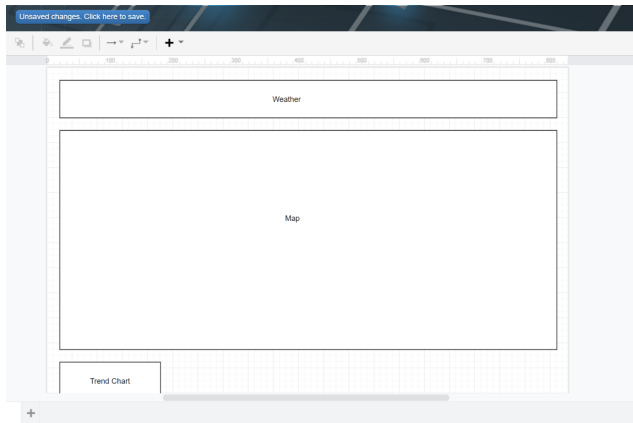 Unsaved changes. Click here to save.
0 100 200 300 400 500 600 700 800
Weather
Map
Trend Chart